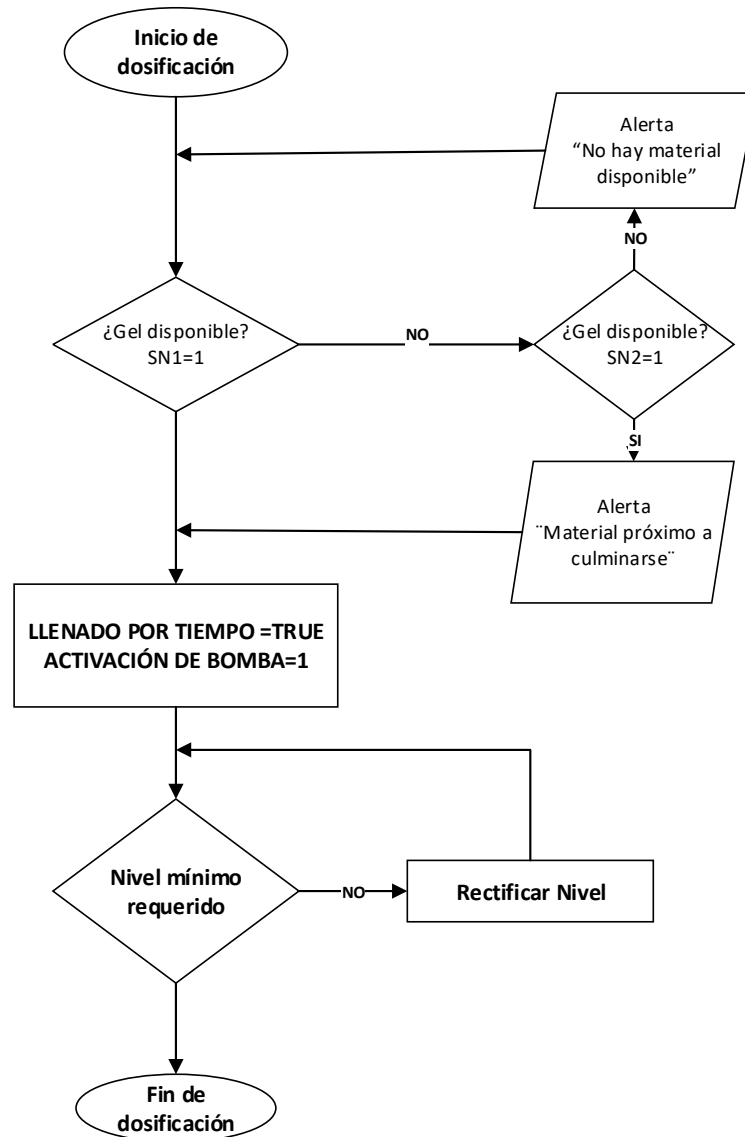 Inicio de
dosificación
Alerta
“No hay material
disponible”
NO
¿Gel disponible?
SN1=1
NO
¿Gel disponible?
SN2=1
SI
Alerta
¨Material próximo a
culminarse¨
LLENADO POR TIEMPO =TRUE
ACTIVACIÓN DE BOMBA=1
Nivel mínimo
requerido
NO
Rectificar Nivel
Fin de
dosificación